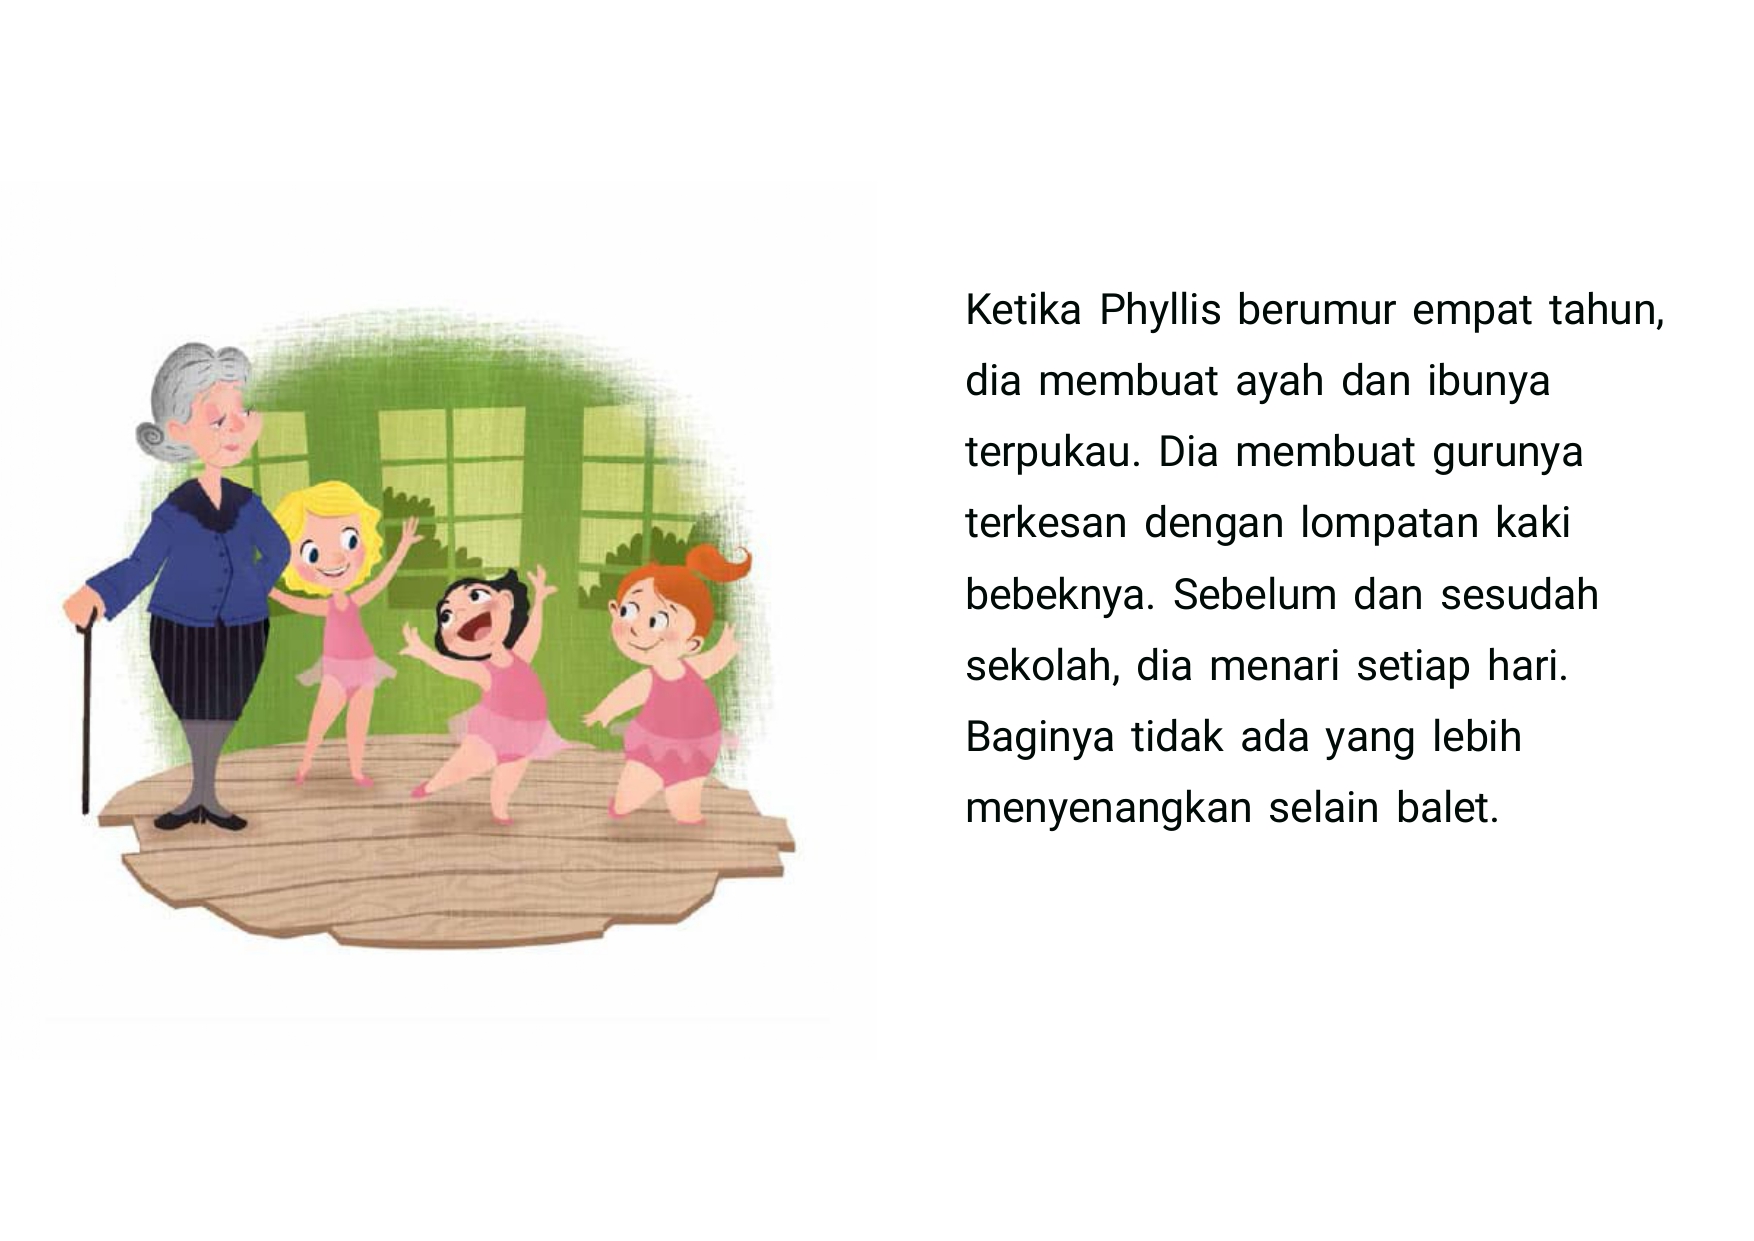 Ketika Phyllis berumur empat tahun,
dia membuat ayah dan ibunya
terpukau. Dia membuat gurunya
terkesan dengan lompatan kaki
bebeknya. Sebelum dan sesudah
sekolah, dia menari setiap hari.
Baginya tidak ada yang lebih
menyenangkan selain balet.